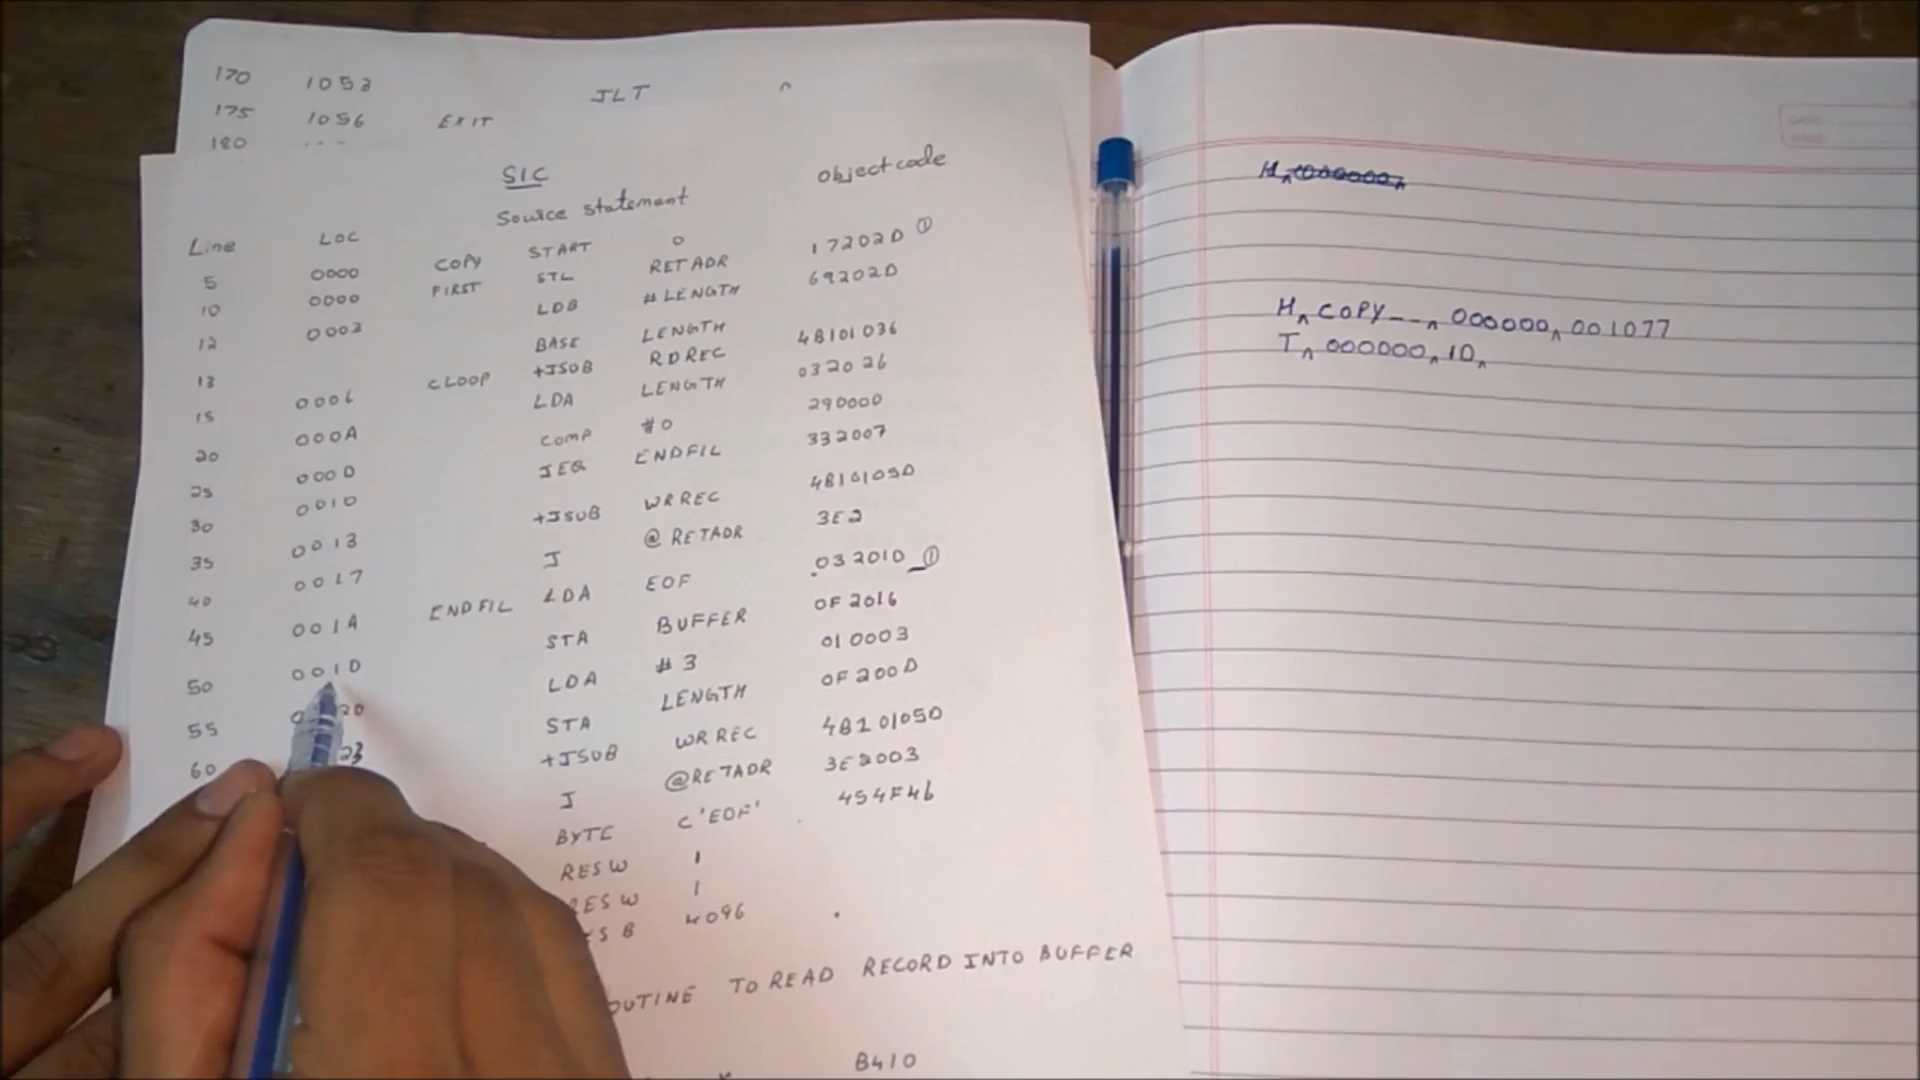 170 1053 JLT
175 1056 EXIT
180 ---
SIC
Source statement Object code
Line LOC
5 0000 COPY START 0
10 0000 FIRST STL RETADR 17202D ①
12 0003 LDB #LENGTH 69202D
13 BASE LENGTH
15 0006 CLOOP +JSUB RDREC 4B101036
20 000A LDA LENGTH 032026
25 000D COMP #0 290000
30 0010 JEQ ENDFIL 332007
35 0013 +JSUB WRREC 4B10105D
40 0017 J @RETADR 3E2
45 001A ENDFIL LDA EOF 032010 ①
50 001D STA BUFFER 0F2016
55 LDA #3 010003
60 STA LENGTH 0F200D
+JSUB WRREC 4B10105D
J @RETADR 3E2003
BYTE C'EOF' 454F46
RESW 1
RESW 1
4096
TO READ RECORD INTO BUFFER
B410
H^COPY--^000000^001077
T^000000^1D^